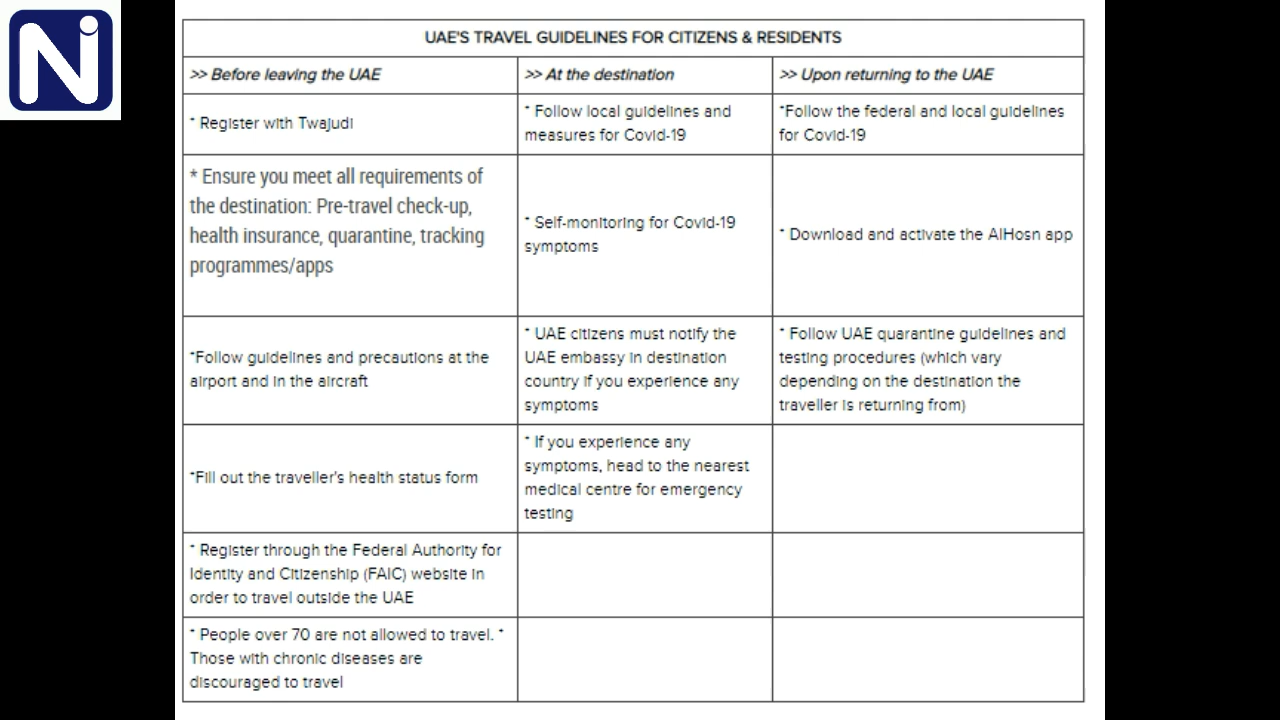 Ni
UAE'S TRAVEL GUIDELINES FOR CITIZENS & RESIDENTS
>> Before leaving the UAE
>> At the destination
>> Upon returning to the UAE
* Register with Twajudi
* Follow local guidelines and
measures for Covid-19
*Follow the federal and local guidelines
for Covid-19
* Ensure you meet all requirements of
the destination: Pre-travel check-up,
health insurance, quarantine, tracking
programmes/apps
* Self-monitoring for Covid-19
symptoms
* Download and activate the AlHosn app
*Follow guidelines and precautions at the
airport and in the aircraft
* UAE citizens must notify the
UAE embassy in destination
country if you experience any
symptoms
* Follow UAE quarantine guidelines and
testing procedures (which vary
depending on the destination the
traveller is returning from)
*Fill out the traveller's health status form
* If you experience any
symptoms, head to the nearest
medical centre for emergency
testing
* Register through the Federal Authority for
Identity and Citizenship (FAIC) website in
order to travel outside the UAE
* People over 70 are not allowed to travel. *
Those with chronic diseases are
discouraged to travel